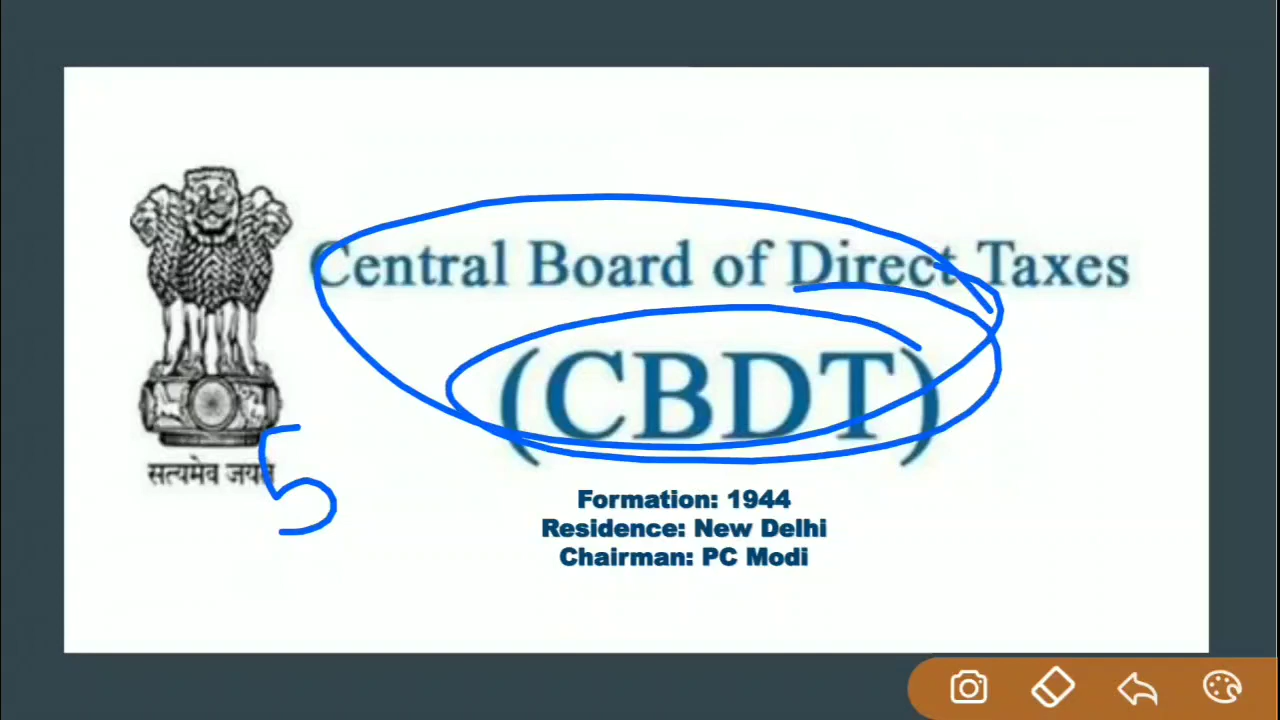 Central Board of Direct Taxes
(CBDT)
सत्यमेव जयते
5
Formation: 1944
Residence: New Delhi
Chairman: PC Modi